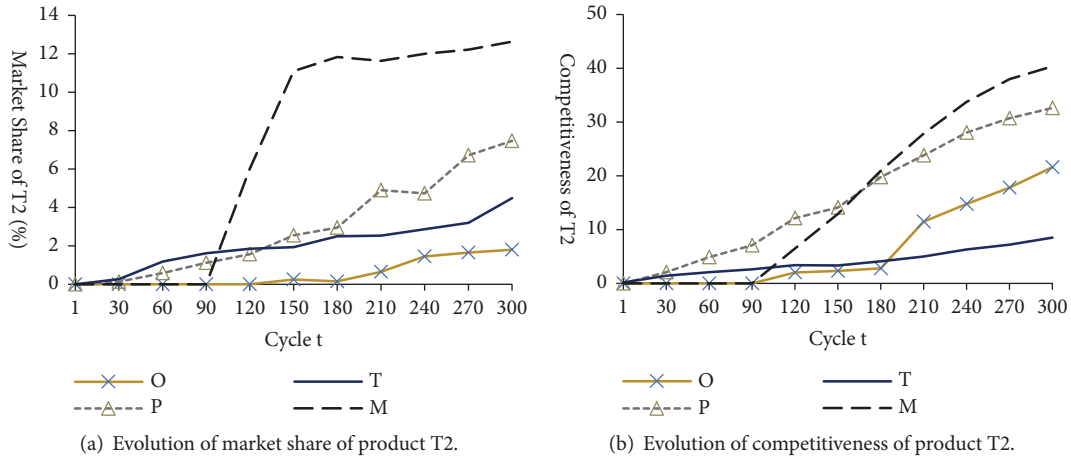 Market Share of T2 (%)
14
12
10
8
6
4
2
0
1 30 60 90 120 150 180 210 240 270 300
Cycle t
O T
P M
(a) Evolution of market share of product T2.
Competitiveness of T2
50
40
30
20
10
0
1 30 60 90 120 150 180 210 240 270 300
Cycle t
O T
P M
(b) Evolution of competitiveness of product T2.